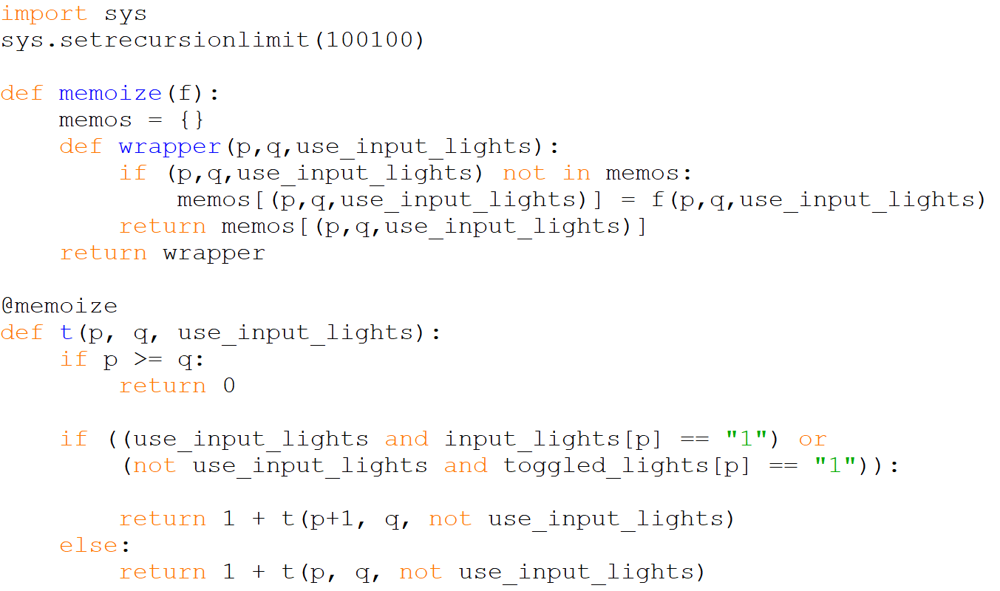 import sys
sys.setrecursionlimit(100100)

def memoize(f):
    memos = {}
    def wrapper(p,q,use_input_lights):
        if (p,q,use_input_lights) not in memos:
            memos[(p,q,use_input_lights)] = f(p,q,use_input_lights)
        return memos[(p,q,use_input_lights)]
    return wrapper

@memoize
def t(p, q, use_input_lights):
    if p >= q:
        return 0

    if ((use_input_lights and input_lights[p] == "1") or
        (not use_input_lights and toggled_lights[p] == "1")):

        return 1 + t(p+1, q, not use_input_lights)
    else:
        return 1 + t(p, q, not use_input_lights)